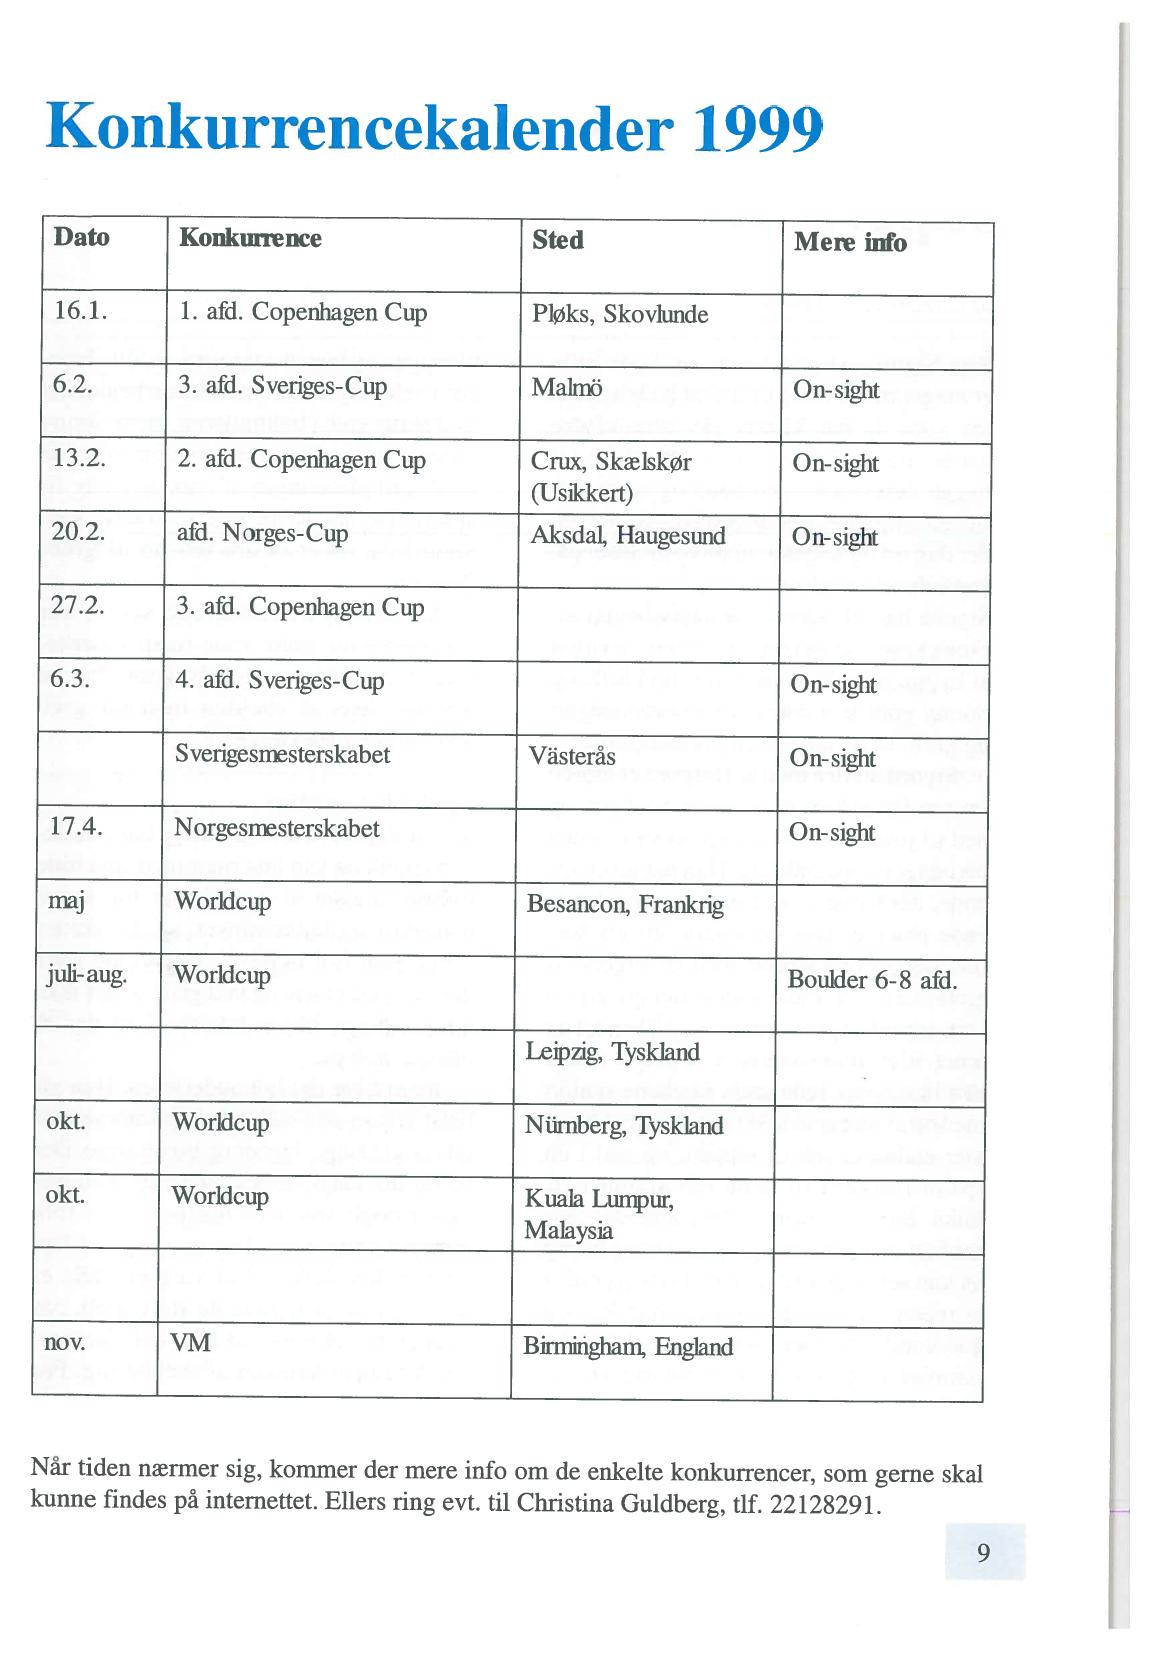 Konkurrencekalender 1999
Dato Konkurrence Sted Mere info
16.1. 1. afd. Copenhagen Cup Pløks, Skovlunde
6.2. 3. afd. Sveriges-Cup Malmö On-sight
13.2. 2. afd. Copenhagen Cup Crux, Skælskør On-sight
(Usikkert)
20.2. afd. Norges-Cup Aksdal, Haugesund On-sight
27.2. 3. afd. Copenhagen Cup
6.3. 4. afd. Sveriges-Cup On-sight
Sverigesmesterskabet Västerås On-sight
17.4. Norgesmesterskabet On-sight
maj Worldcup Besancon, Frankrig
juli-aug. Worldcup Boulder 6-8 afd.
Leipzig, Tyskland
okt. Worldcup Nürnberg, Tyskland
okt. Worldcup Kuala Lumpur,
Malaysia
nov. VM Birmingham, England
Når tiden nærmer sig, kommer der mere info om de enkelte konkurrencer, som gerne skal
kunne findes på internettet. Ellers ring evt. til Christina Guldberg, tlf. 22128291.
9